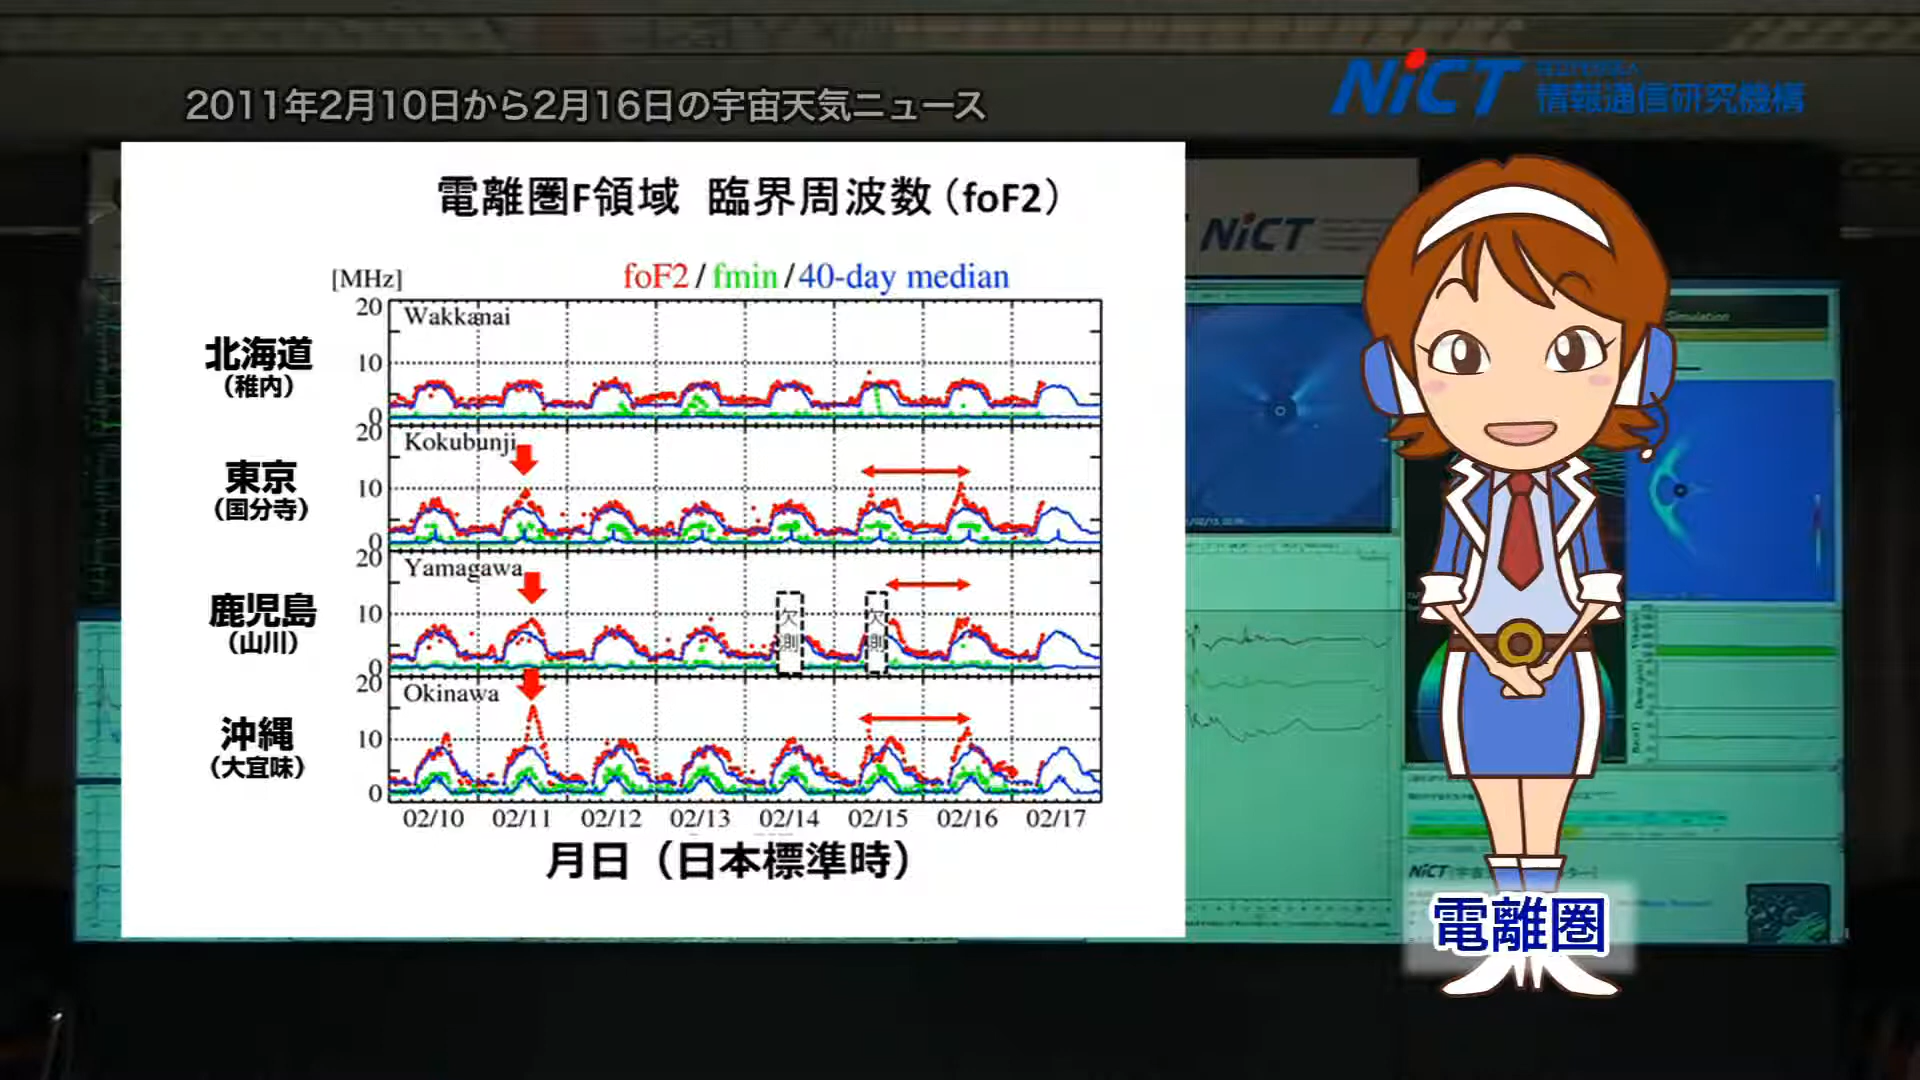 2011年2月10日から2月16日の宇宙天気ニュース
NiCT
情報通信研究機構
電離圏F領域 臨界周波数（foF2）
[MHz]
foF2 / fmin / 40-day median
北海道
（稚内）
Wakkanai
20
10
0
東京
（国分寺）
Kokubunji
20
10
0
鹿児島
（山川）
Yamagawa
20
10
0
欠測
欠測
沖縄
（大宜味）
Okinawa
20
10
0
02/10 02/11 02/12 02/13 02/14 02/15 02/16 02/17
月日（日本標準時）
NiCT
Simulation
NiCT
電離圏